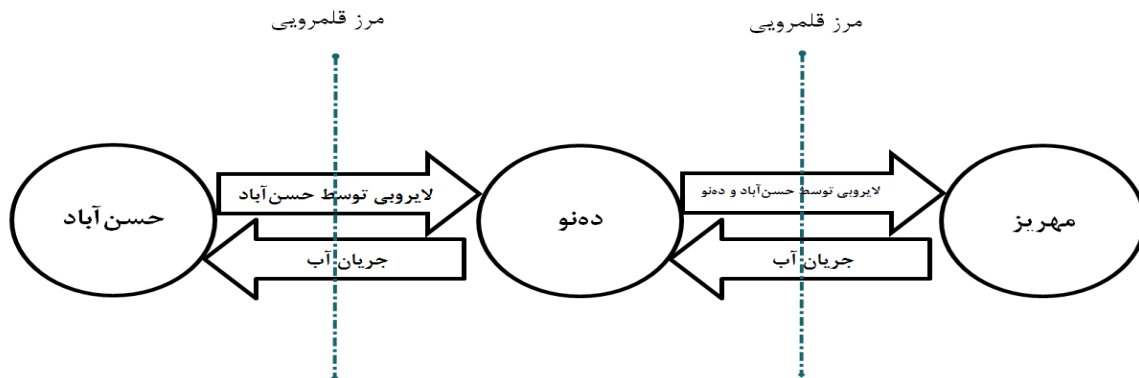 مرز قلمرویی
مرز قلمرویی
مهریز
لایروبی توسط حسن‌آباد و ده‌نو
جریان آب
ده‌نو
لایروبی توسط حسن‌آباد
جریان آب
حسن‌آباد